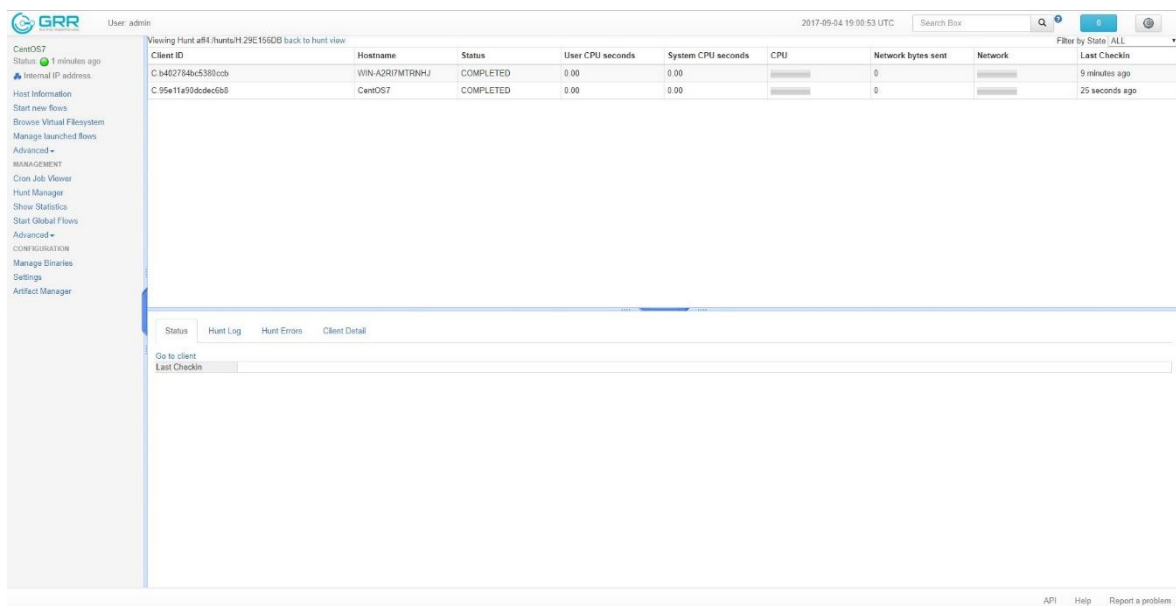 GRR
User: admin
2017-09-04 19:00:53 UTC
Search Box
6
CentOS7
Status: 1 minutes ago
Internal IP address.
Host Information
Start new flows
Browse Virtual Filesystem
Manage launched flows
Advanced
MANAGEMENT
Cron Job Viewer
Hunt Manager
Show Statistics
Start Global Flows
Advanced
CONFIGURATION
Manage Binaries
Settings
Artifact Manager
Viewing Hunt aff4:/hunts/H:29E156DB back to hunt view
Filter by State ALL
Client ID Hostname Status User CPU seconds System CPU seconds CPU Network bytes sent Network Last Checkin
C.b402784bc5380ccb WIN-A2RI7MTRNHJ COMPLETED 0.00 0.00 0 9 minutes ago
C.95e11a90dcdec6b8 CentOS7 COMPLETED 0.00 0.00 0 25 seconds ago
Status Hunt Log Hunt Errors Client Detail
Go to client
Last Checkin
API Help Report a problem